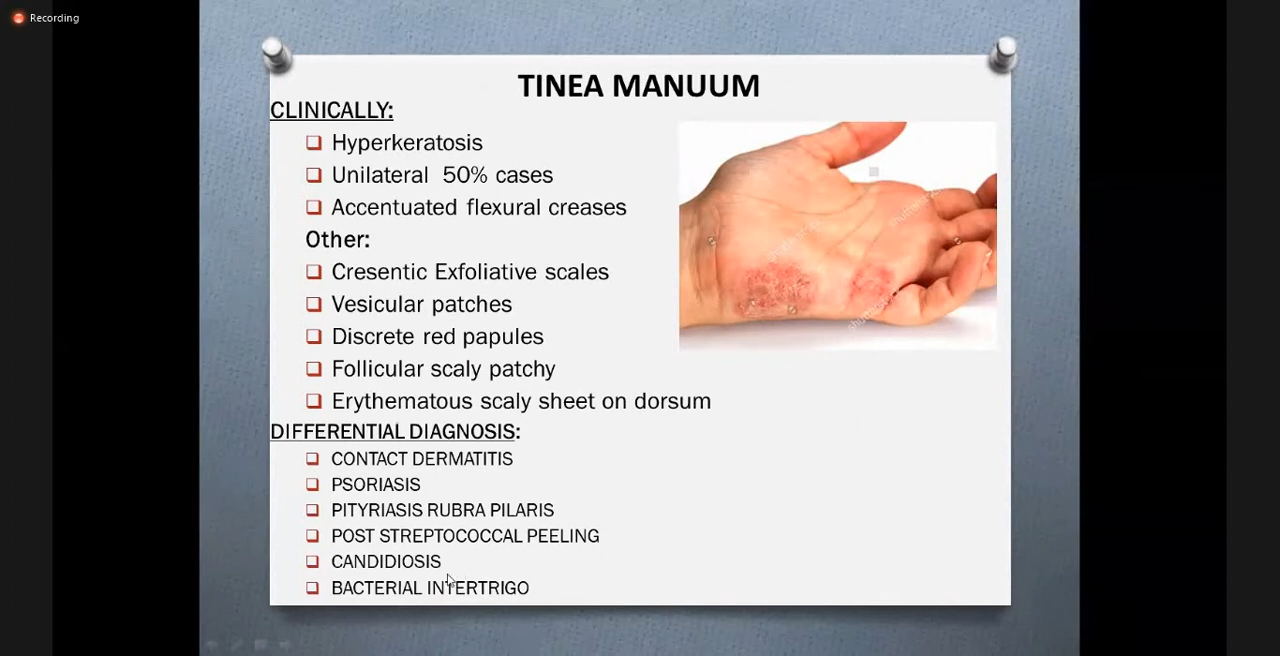 Recording
TINEA MANUUM
CLINICALLY:
Hyperkeratosis
Unilateral 50% cases
Accentuated flexural creases
Other:
Cresentic Exfoliative scales
Vesicular patches
Discrete red papules
Follicular scaly patchy
Erythematous scaly sheet on dorsum
DIFFERENTIAL DIAGNOSIS:
CONTACT DERMATITIS
PSORIASIS
PITYRIASIS RUBRA PILARIS
POST STREPTOCOCCAL PEELING
CANDIDIOSIS
BACTERIAL INTERTRIGO